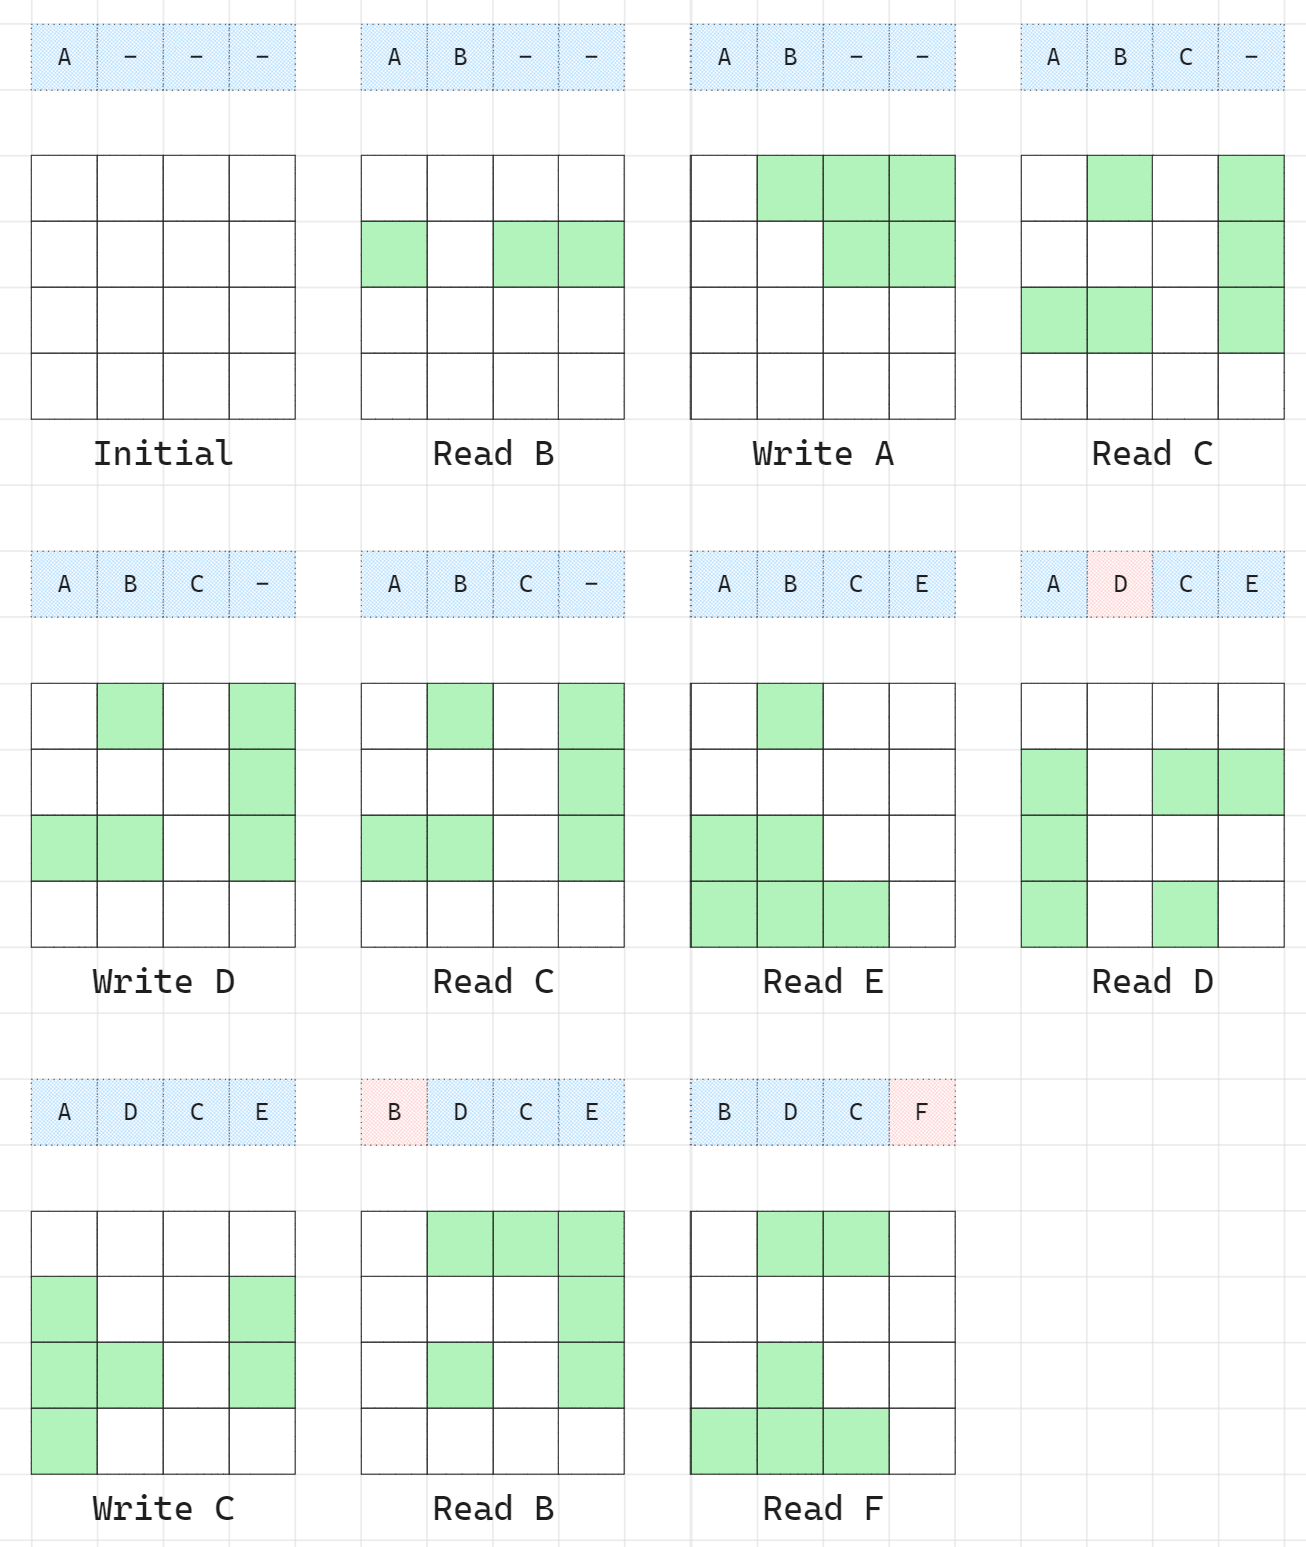 A - - -
A B - -
A B - -
A B C -
Initial
Read B
Write A
Read C
A B C -
A B C -
A B C E
A D C E
Write D
Read C
Read E
Read D
A D C E
B D C E
B D C F
Write C
Read B
Read F